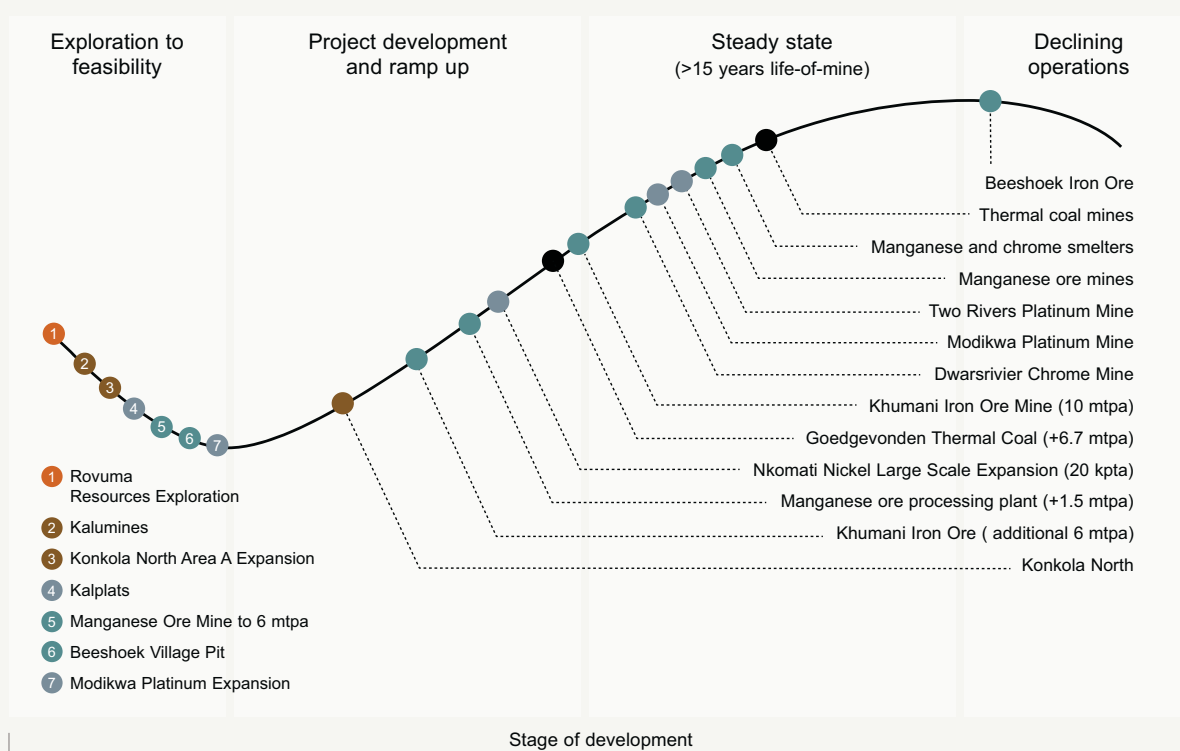 Exploration to
feasibility
Project development
and ramp up
Steady state
(>15 years life-of-mine)
Declining
operations
Beeshoek Iron Ore
Thermal coal mines
Manganese and chrome smelters
Manganese ore mines
Two Rivers Platinum Mine
Modikwa Platinum Mine
Dwarsrivier Chrome Mine
Khumani Iron Ore Mine (10 mtpa)
Goedgevonden Thermal Coal (+6.7 mtpa)
Nkomati Nickel Large Scale Expansion (20 kpta)
Manganese ore processing plant (+1.5 mtpa)
Khumani Iron Ore ( additional 6 mtpa)
Konkola North
1
2
3
4
5
6
7
1 Rovuma
Resources Exploration
2 Kalumines
3 Konkola North Area A Expansion
4 Kalplats
5 Manganese Ore Mine to 6 mtpa
6 Beeshoek Village Pit
7 Modikwa Platinum Expansion
Stage of development